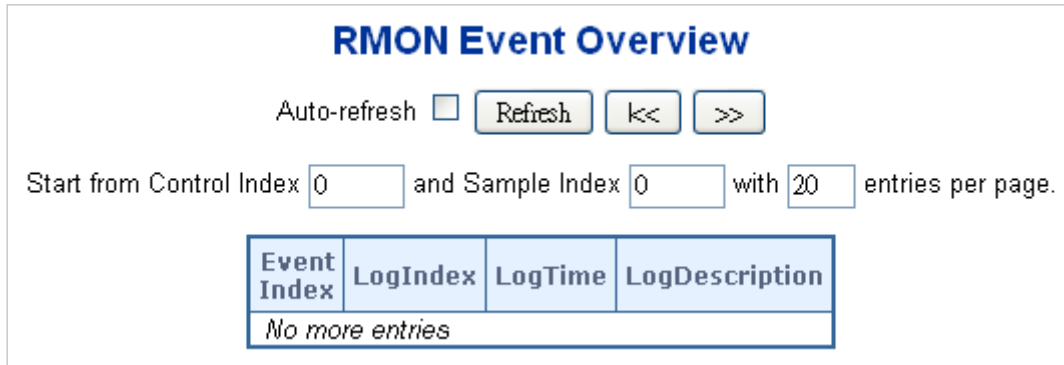 RMON Event Overview
Auto-refresh Refresh |<< >>
Start from Control Index 0 and Sample Index 0 with 20 entries per page.
Event Index LogIndex LogTime LogDescription
No more entries